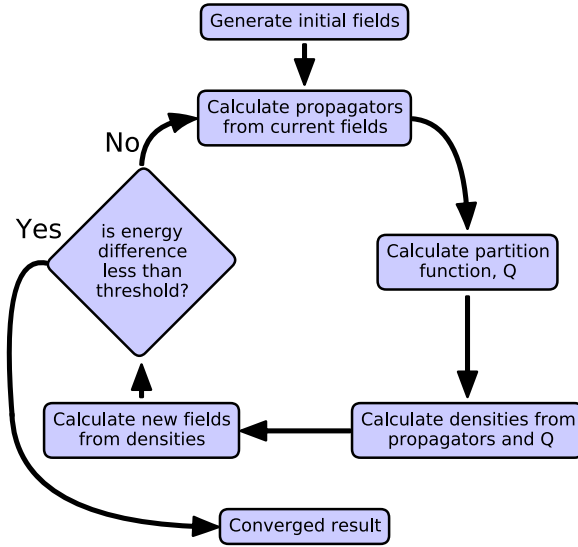 Generate initial fields
Calculate propagators
from current fields
No
Yes
is energy
difference
less than
threshold?
Calculate partition
function, Q
Calculate new fields
from densities
Calculate densities from
propagators and Q
Converged result